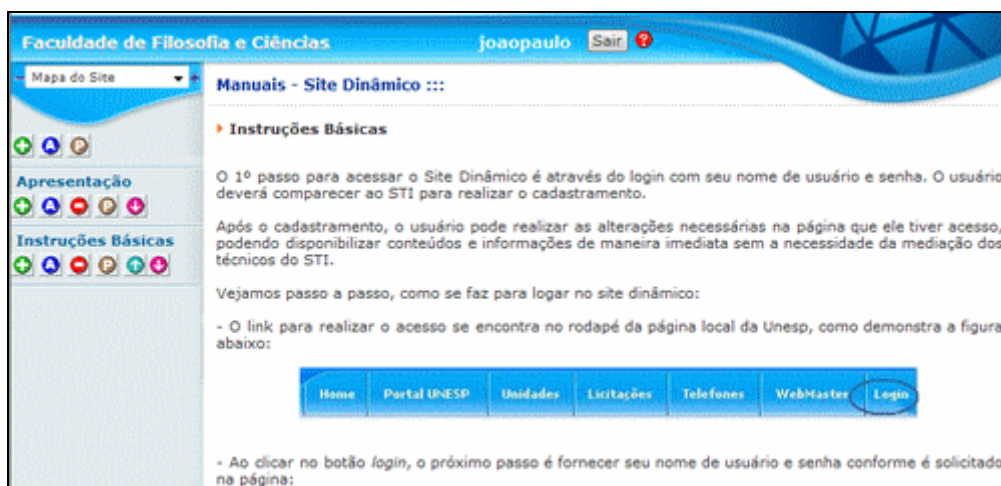 Faculdade de Filosofia e Ciências joaopaulo Sair ?
- Mapa do Site +
Manuais - Site Dinâmico :::
Instruções Básicas
A P
Apresentação
A P
Instruções Básicas
A P
O 1º passo para acessar o Site Dinâmico é através do login com seu nome de usuário e senha. O usuário
deverá comparecer ao STI para realizar o cadastramento.
Após o cadastramento, o usuário pode realizar as alterações necessárias na página que ele tiver acesso,
podendo disponibilizar conteúdos e informações de maneira imediata sem a necessidade da mediação dos
técnicos do STI.
Vejamos passo a passo, como se faz para logar no site dinâmico:
- O link para realizar o acesso se encontra no rodapé da página local da Unesp, como demonstra a figura
abaixo:
Home Portal UNESP Unidades Licitações Telefones WebMaster Login
- Ao clicar no botão login, o próximo passo é fornecer seu nome de usuário e senha conforme é solicitado
na página: